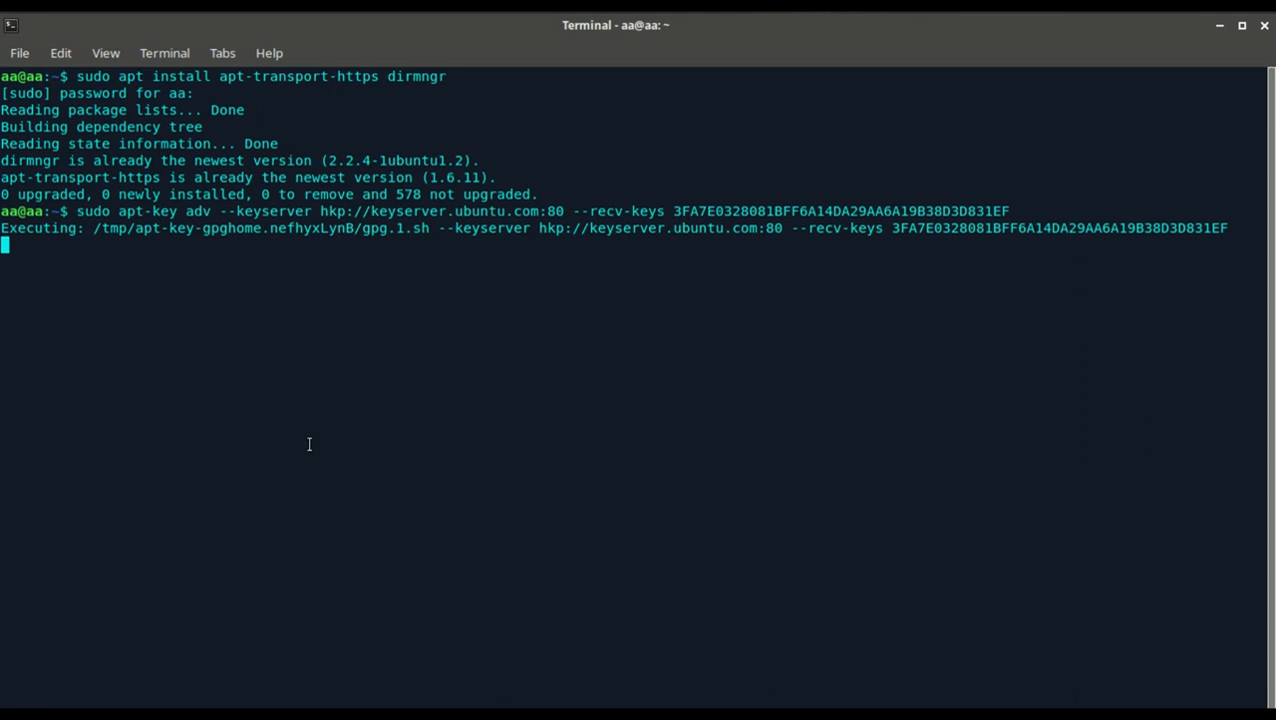 Terminal - aa@aa: ~
File Edit View Terminal Tabs Help
aa@aa:~$ sudo apt install apt-transport-https dirmngr
[sudo] password for aa:
Reading package lists... Done
Building dependency tree
Reading state information... Done
dirmngr is already the newest version (2.2.4-1ubuntu1.2).
apt-transport-https is already the newest version (1.6.11).
0 upgraded, 0 newly installed, 0 to remove and 578 not upgraded.
aa@aa:~$ sudo apt-key adv --keyserver hkp://keyserver.ubuntu.com:80 --recv-keys 3FA7E0328081BFF6A14DA29AA6A19B38D3D831EF
Executing: /tmp/apt-key-gpghome.nefhyxLynB/gpg.1.sh --keyserver hkp://keyserver.ubuntu.com:80 --recv-keys 3FA7E0328081BFF6A14DA29AA6A19B38D3D831EF